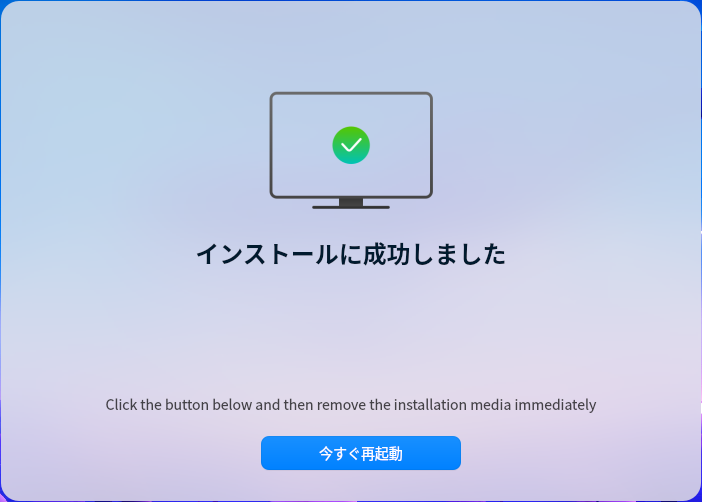 インストールに成功しました
Click the button below and then remove the installation media immediately
今すぐ再起動